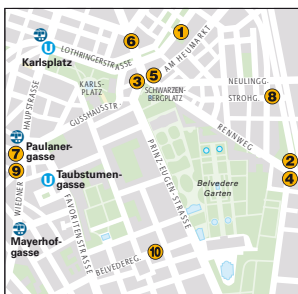 1
6
U
Karlsplatz
LOTHRINGERSTRASSE
AM HEUMARKT
3
5
KARLS-
PLATZ
SCHWARZEN-
BERGPLATZ
NEULINGG-
STROHG.
8
HAUPTSTRASSE
GUSSHAUSSTR.
RENNWEG
7
Paulaner-
gasse
9
WIEDNER
U
Taubstumen-
gasse
PRINZ-EUGEN-STRASSE
FAVORITENSTRASSE
Belvedere
Garten
2
4
Mayerhof-
gasse
BELVEDEREG.
10